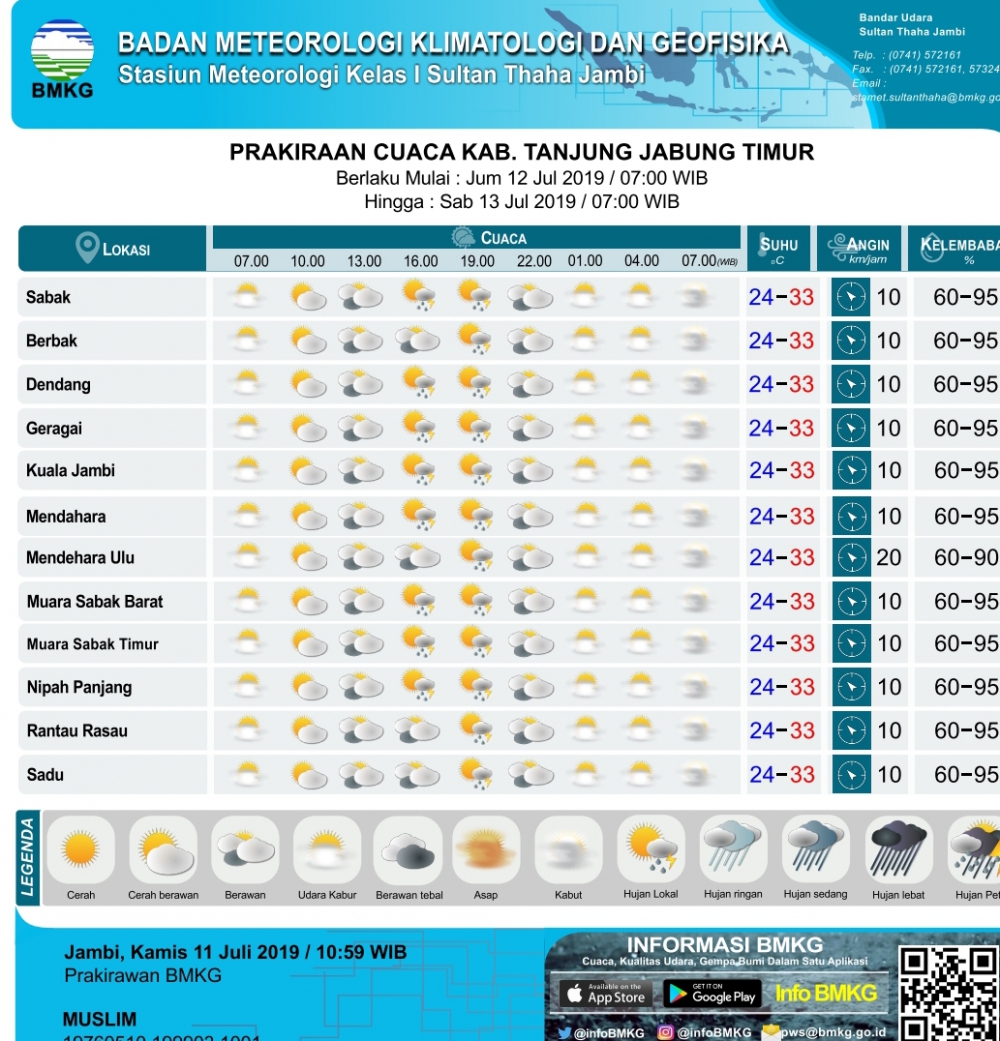 BMKG
BADAN METEOROLOGI KLIMATOLOGI DAN GEOFISIKA
Stasiun Meteorologi Kelas I Sultan Thaha Jambi
Bandar Udara
Sultan Thaha Jambi
Telp. : (0741) 572161
Fax. : (0741) 572161, 57324
Email :
stamet.sultanthaha@bmkg.go
PRAKIRAAN CUACA KAB. TANJUNG JABUNG TIMUR
Berlaku Mulai : Jum 12 Jul 2019 / 07:00 WIB
Hingga : Sab 13 Jul 2019 / 07:00 WIB
LOKASI CUACA SUHU ANGIN KELEMBABA
07.00 10.00 13.00 16.00 19.00 22.00 01.00 04.00 07.00 (WIB) °C km/jam %
Sabak 24-33 10 60-95
Berbak 24-33 10 60-95
Dendang 24-33 10 60-95
Geragai 24-33 10 60-95
Kuala Jambi 24-33 10 60-95
Mendahara 24-33 10 60-95
Mendehara Ulu 24-33 20 60-90
Muara Sabak Barat 24-33 10 60-95
Muara Sabak Timur 24-33 10 60-95
Nipah Panjang 24-33 10 60-95
Rantau Rasau 24-33 10 60-95
Sadu 24-33 10 60-95
LEGENDA
Cerah Cerah berawan Berawan Udara Kabur Berawan tebal Asap Kabut Hujan Lokal Hujan ringan Hujan sedang Hujan lebat Hujan Pet
Jambi, Kamis 11 Juli 2019 / 10:59 WIB
Prakirawan BMKG
MUSLIM
INFORMASI BMKG
Cuaca, Kualitas Udara, Gempa Bumi Dalam Satu Aplikasi
Available on the App Store
GET IT ON Google Play
Info BMKG
@infoBMKG @infoBMKG pws@bmkg.go.id